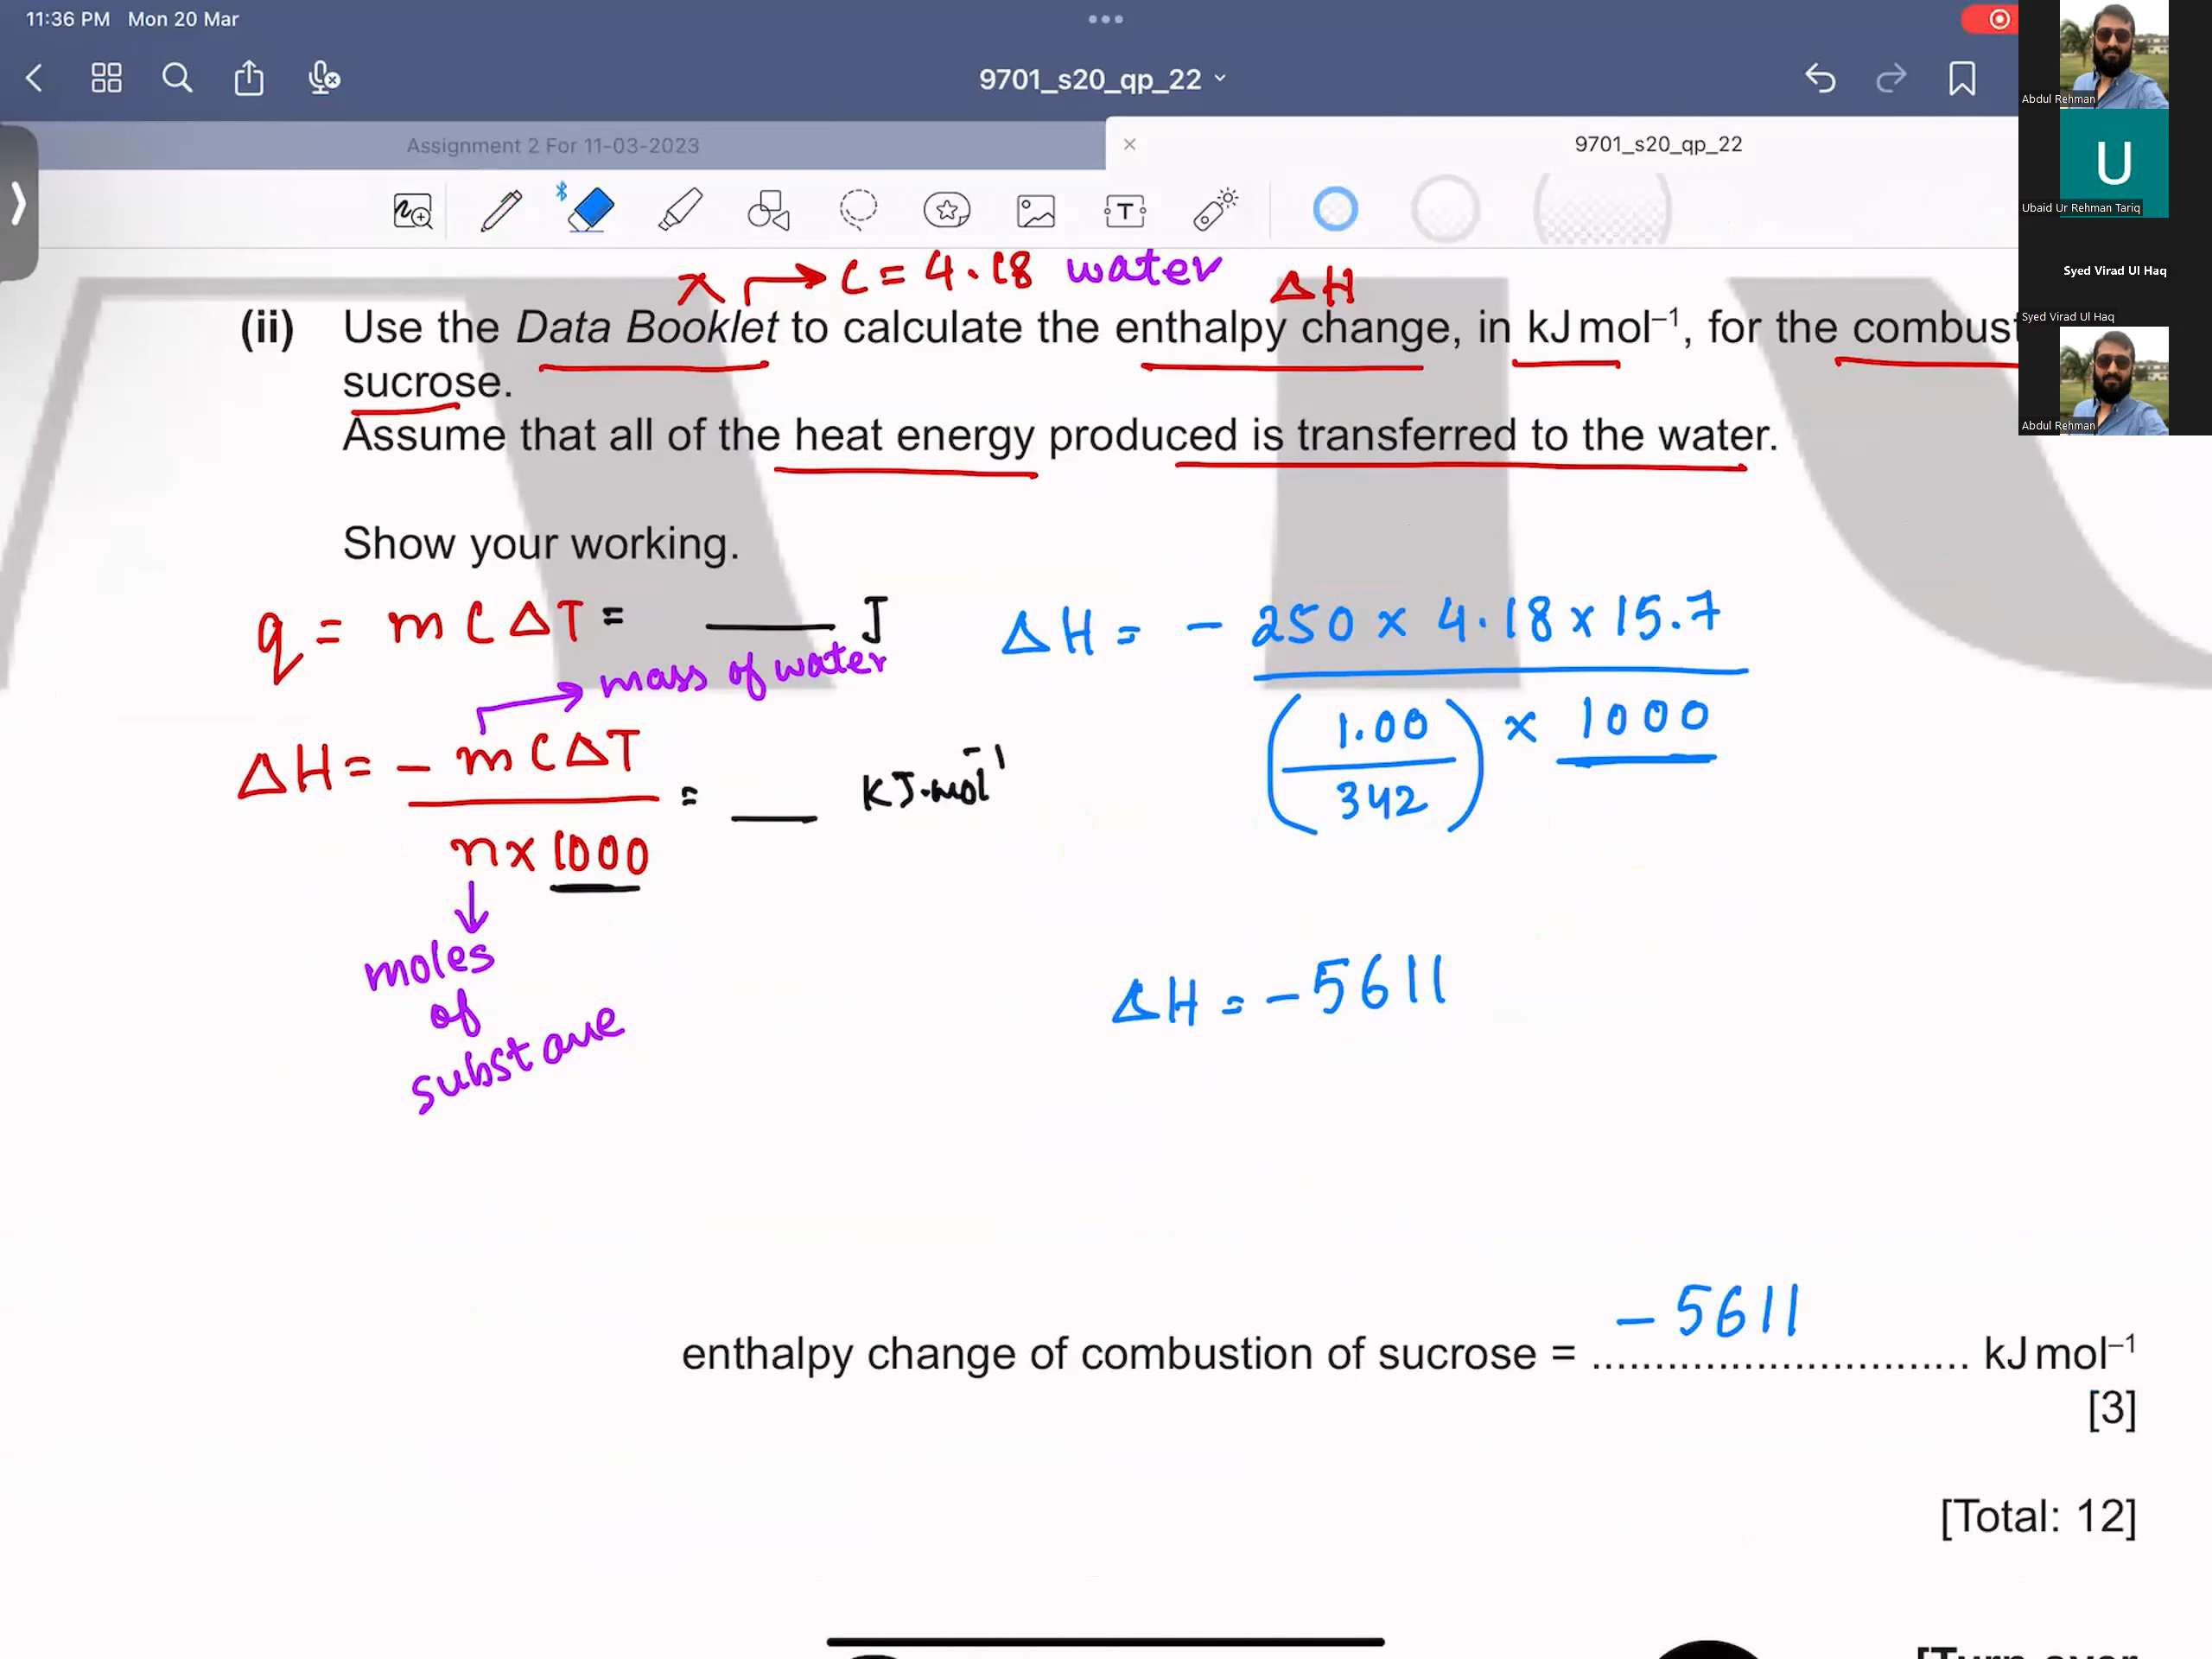 11:36 PM Mon 20 Mar
9701_s20_qp_22
Abdul Rehman
U
Ubaid Ur Rehman Tariq
Syed Virad Ul Haq
Syed Virad Ul Haq
Abdul Rehman
Assignment 2 For 11-03-2023
9701_s20_qp_22
T
C = 4.18 water ΔH
(ii) Use the Data Booklet to calculate the enthalpy change, in kJ mol⁻¹, for the combust
sucrose.
Assume that all of the heat energy produced is transferred to the water.
Show your working.
q = m C ΔT = ____ J
mass of water
ΔH = - m C ΔT
n x 1000
= ___ KJ.mol⁻¹
moles
of
substane
ΔH = - 250 x 4.18 x 15.7
(1.00 / 342) x 1000
ΔH = -5611
-5611
enthalpy change of combustion of sucrose = .............................. kJ mol⁻¹
[3]
[Total: 12]